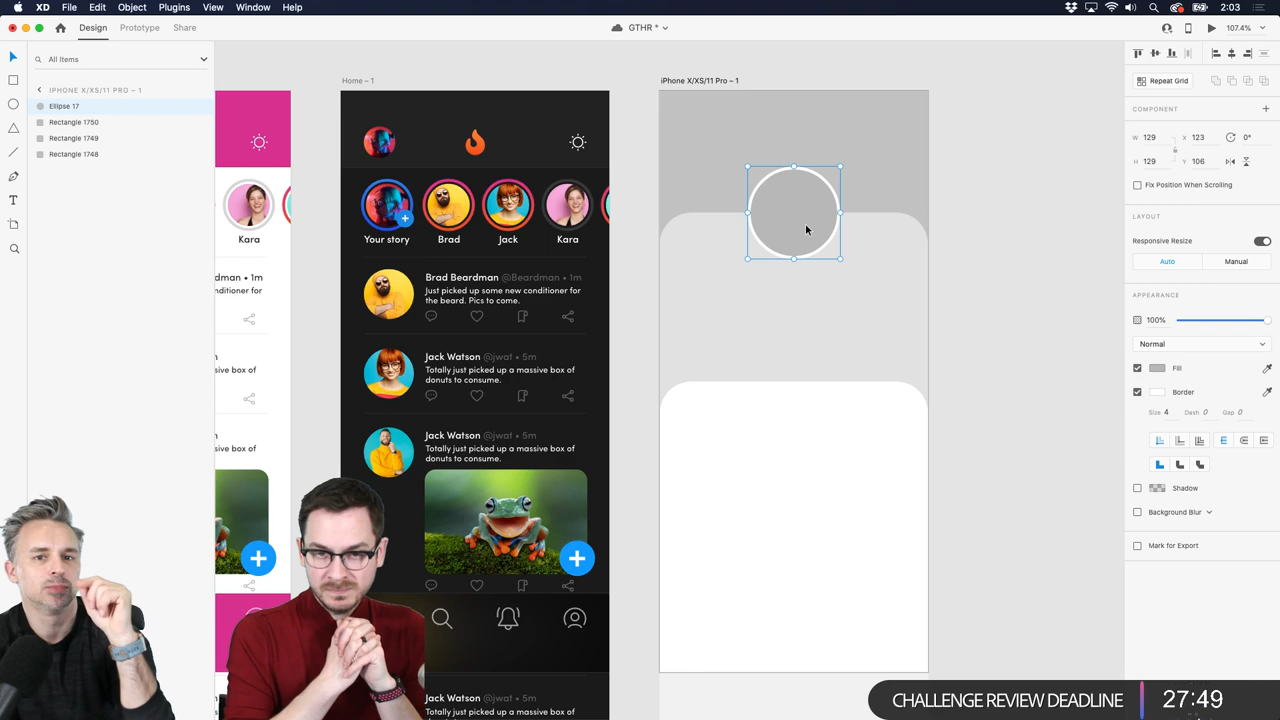 XD File Edit Object Plugins View Window Help
2:03
Design Prototype Share
GTHR *
107.4%
All Items
IPHONE X/XS/11 PRO – 1
Ellipse 17
Rectangle 1750
Rectangle 1749
Rectangle 1748
Kara
dman • 1m
ditioner for
sive box of
sive box of
Home – 1
Your story
Brad
Jack
Kara
Brad Beardman @Beardman • 1m
Just picked up some new conditioner for
the beard. Pics to come.
Jack Watson @jwat • 5m
Totally just picked up a massive box of
donuts to consume.
Jack Watson @jwat • 5m
Totally just picked up a massive box of
donuts to consume.
Jack Watson @jwat • 5m
Totally just picked up a massive box of
donuts to consume.
iPhone X/XS/11 Pro – 1
Repeat Grid
COMPONENT
W 129 X 123 0°
H 129 Y 106
Fix Position When Scrolling
LAYOUT
Responsive Resize
Auto Manual
APPEARANCE
100%
Normal
Fill
Border
Size 4 Dash 0 Gap 0
Shadow
Background Blur
Mark for Export
CHALLENGE REVIEW DEADLINE 27:49